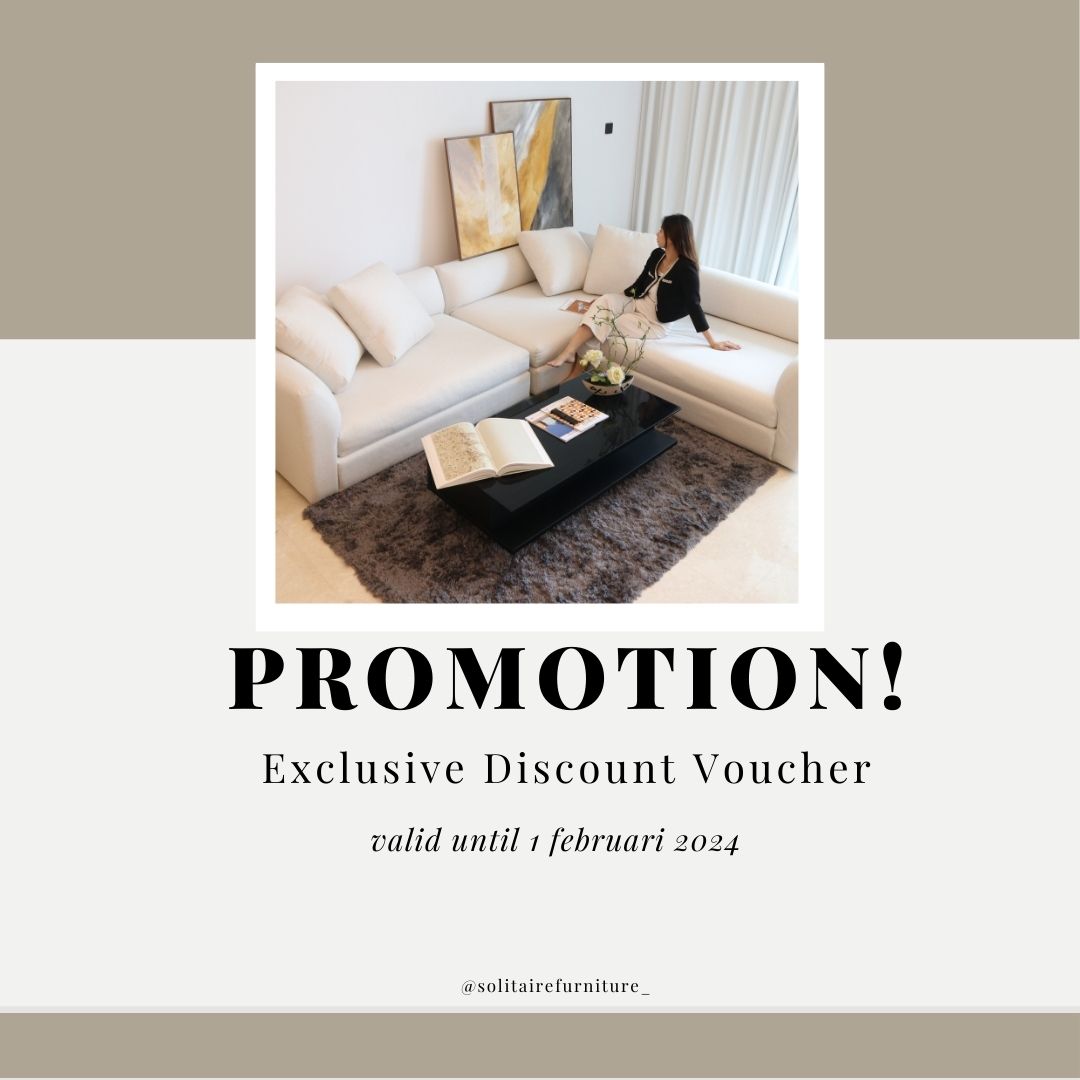 PROMOTION!
Exclusive Discount Voucher
valid until 1 februari 2024
@solitairefurniture_